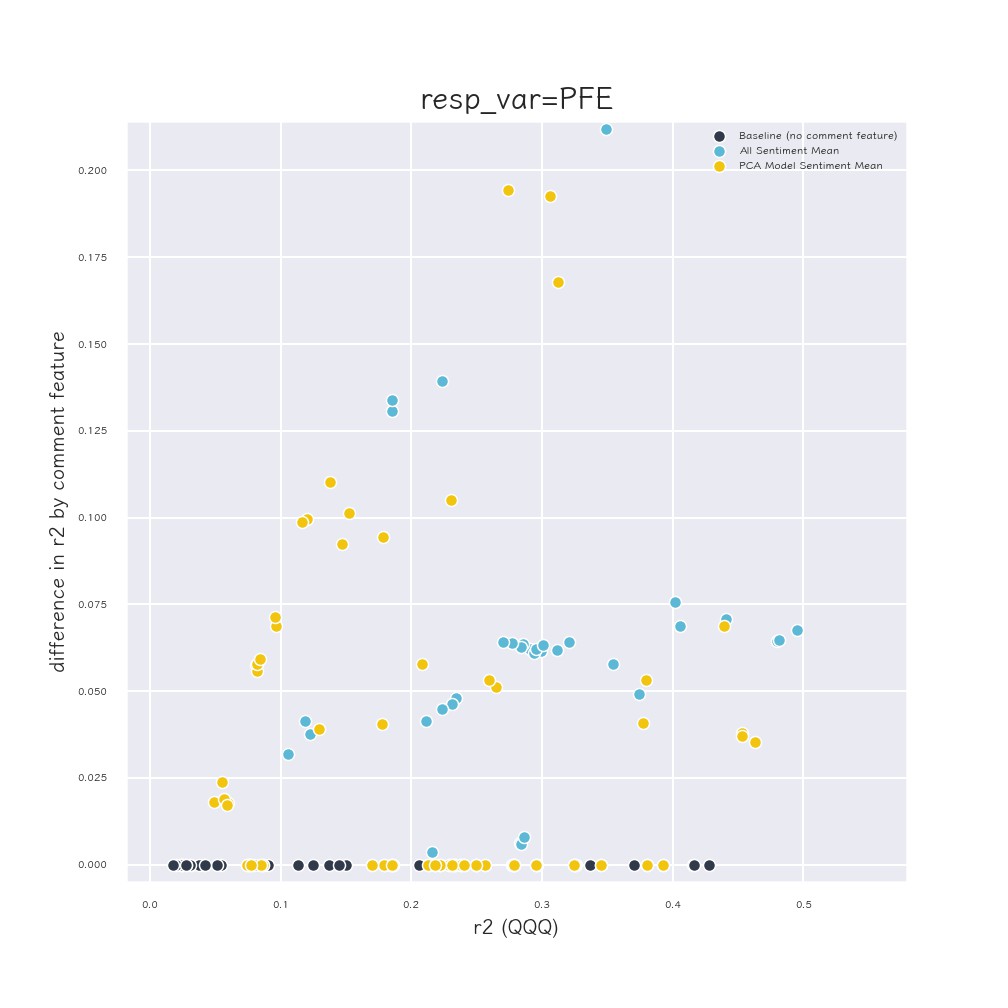 resp_var=PFE
Baseline (no comment feature)
All Sentiment Mean
PCA Model Sentiment Mean
difference in r2 by comment feature
0.200
0.175
0.150
0.125
0.100
0.075
0.050
0.025
0.000
0.0 0.1 0.2 0.3 0.4 0.5
r2 (QQQ)